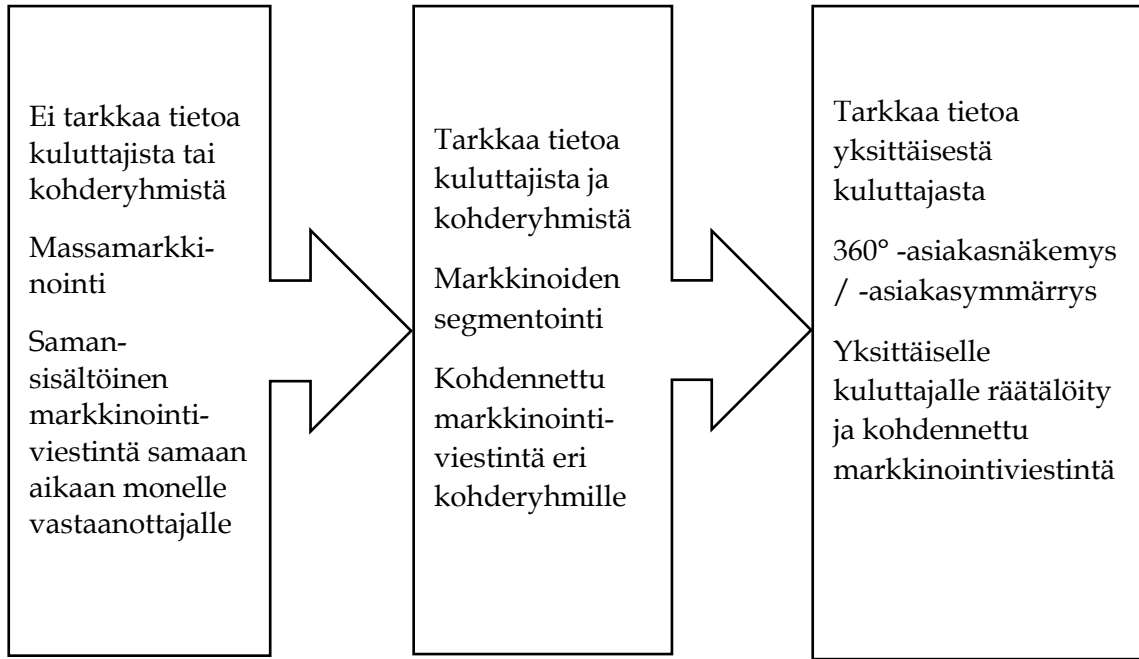 Ei tarkkaa tietoa
kuluttajista tai
kohderyhmistä
Massamarkki-
nointi
Saman-
sisältöinen
markkinointi-
viestintä samaan
aikaan monelle
vastaanottajalle
Tarkkaa tietoa
kuluttajista ja
kohderyhmistä
Markkinoiden
segmentointi
Kohdennettu
markkinointi-
viestintä eri
kohderyhmille
Tarkkaa tietoa
yksittäisestä
kuluttajasta
360° -asiakasnäkemys
/ -asiakasymmärrys
Yksittäiselle
kuluttajalle räätälöity
ja kohdennettu
markkinointiviestintä